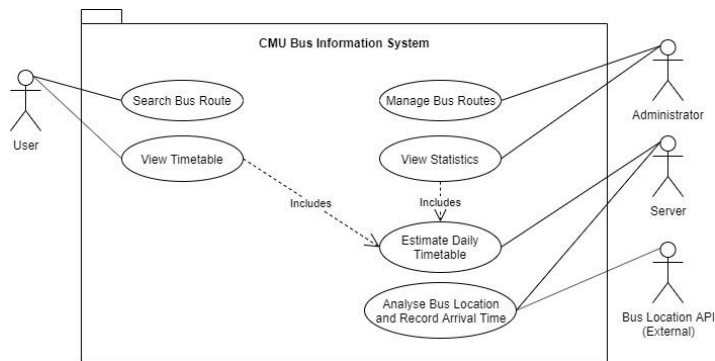 CMU Bus Information System
User
Search Bus Route
View Timetable
Manage Bus Routes
View Statistics
Includes
Includes
Estimate Daily
Timetable
Analyse Bus Location
and Record Arrival Time
Administrator
Server
Bus Location API
(External)